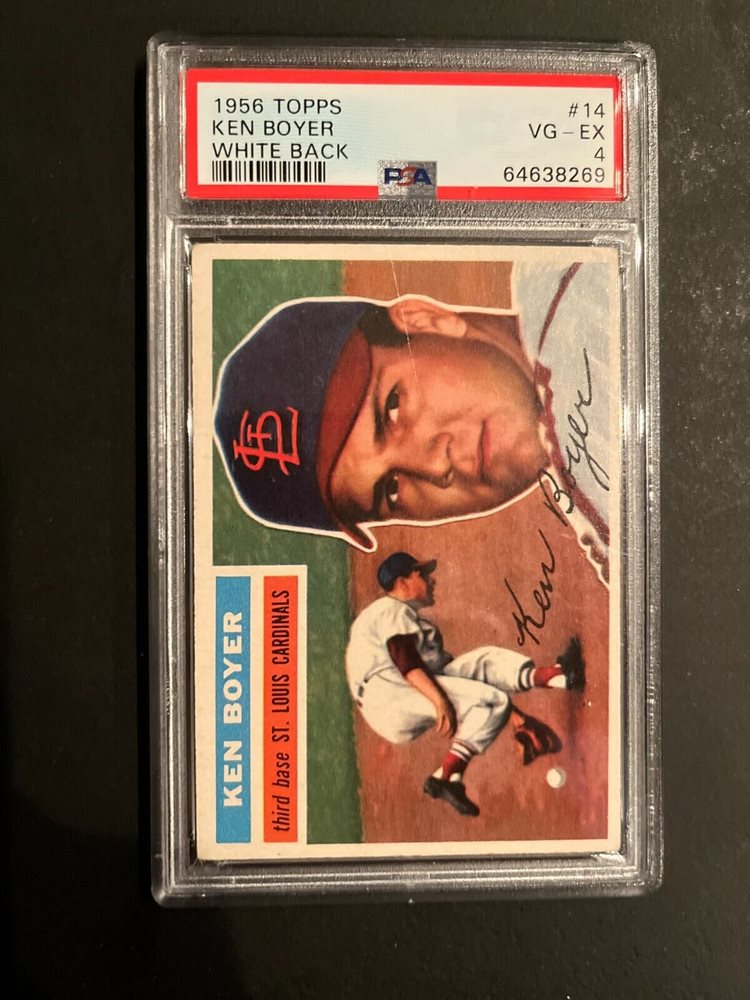 1956 TOPPS #14
KEN BOYER VG-EX
WHITE BACK 4
PSA 64638269
StL
KEN BOYER
third base ST. LOUIS CARDINALS
Ken Boyer